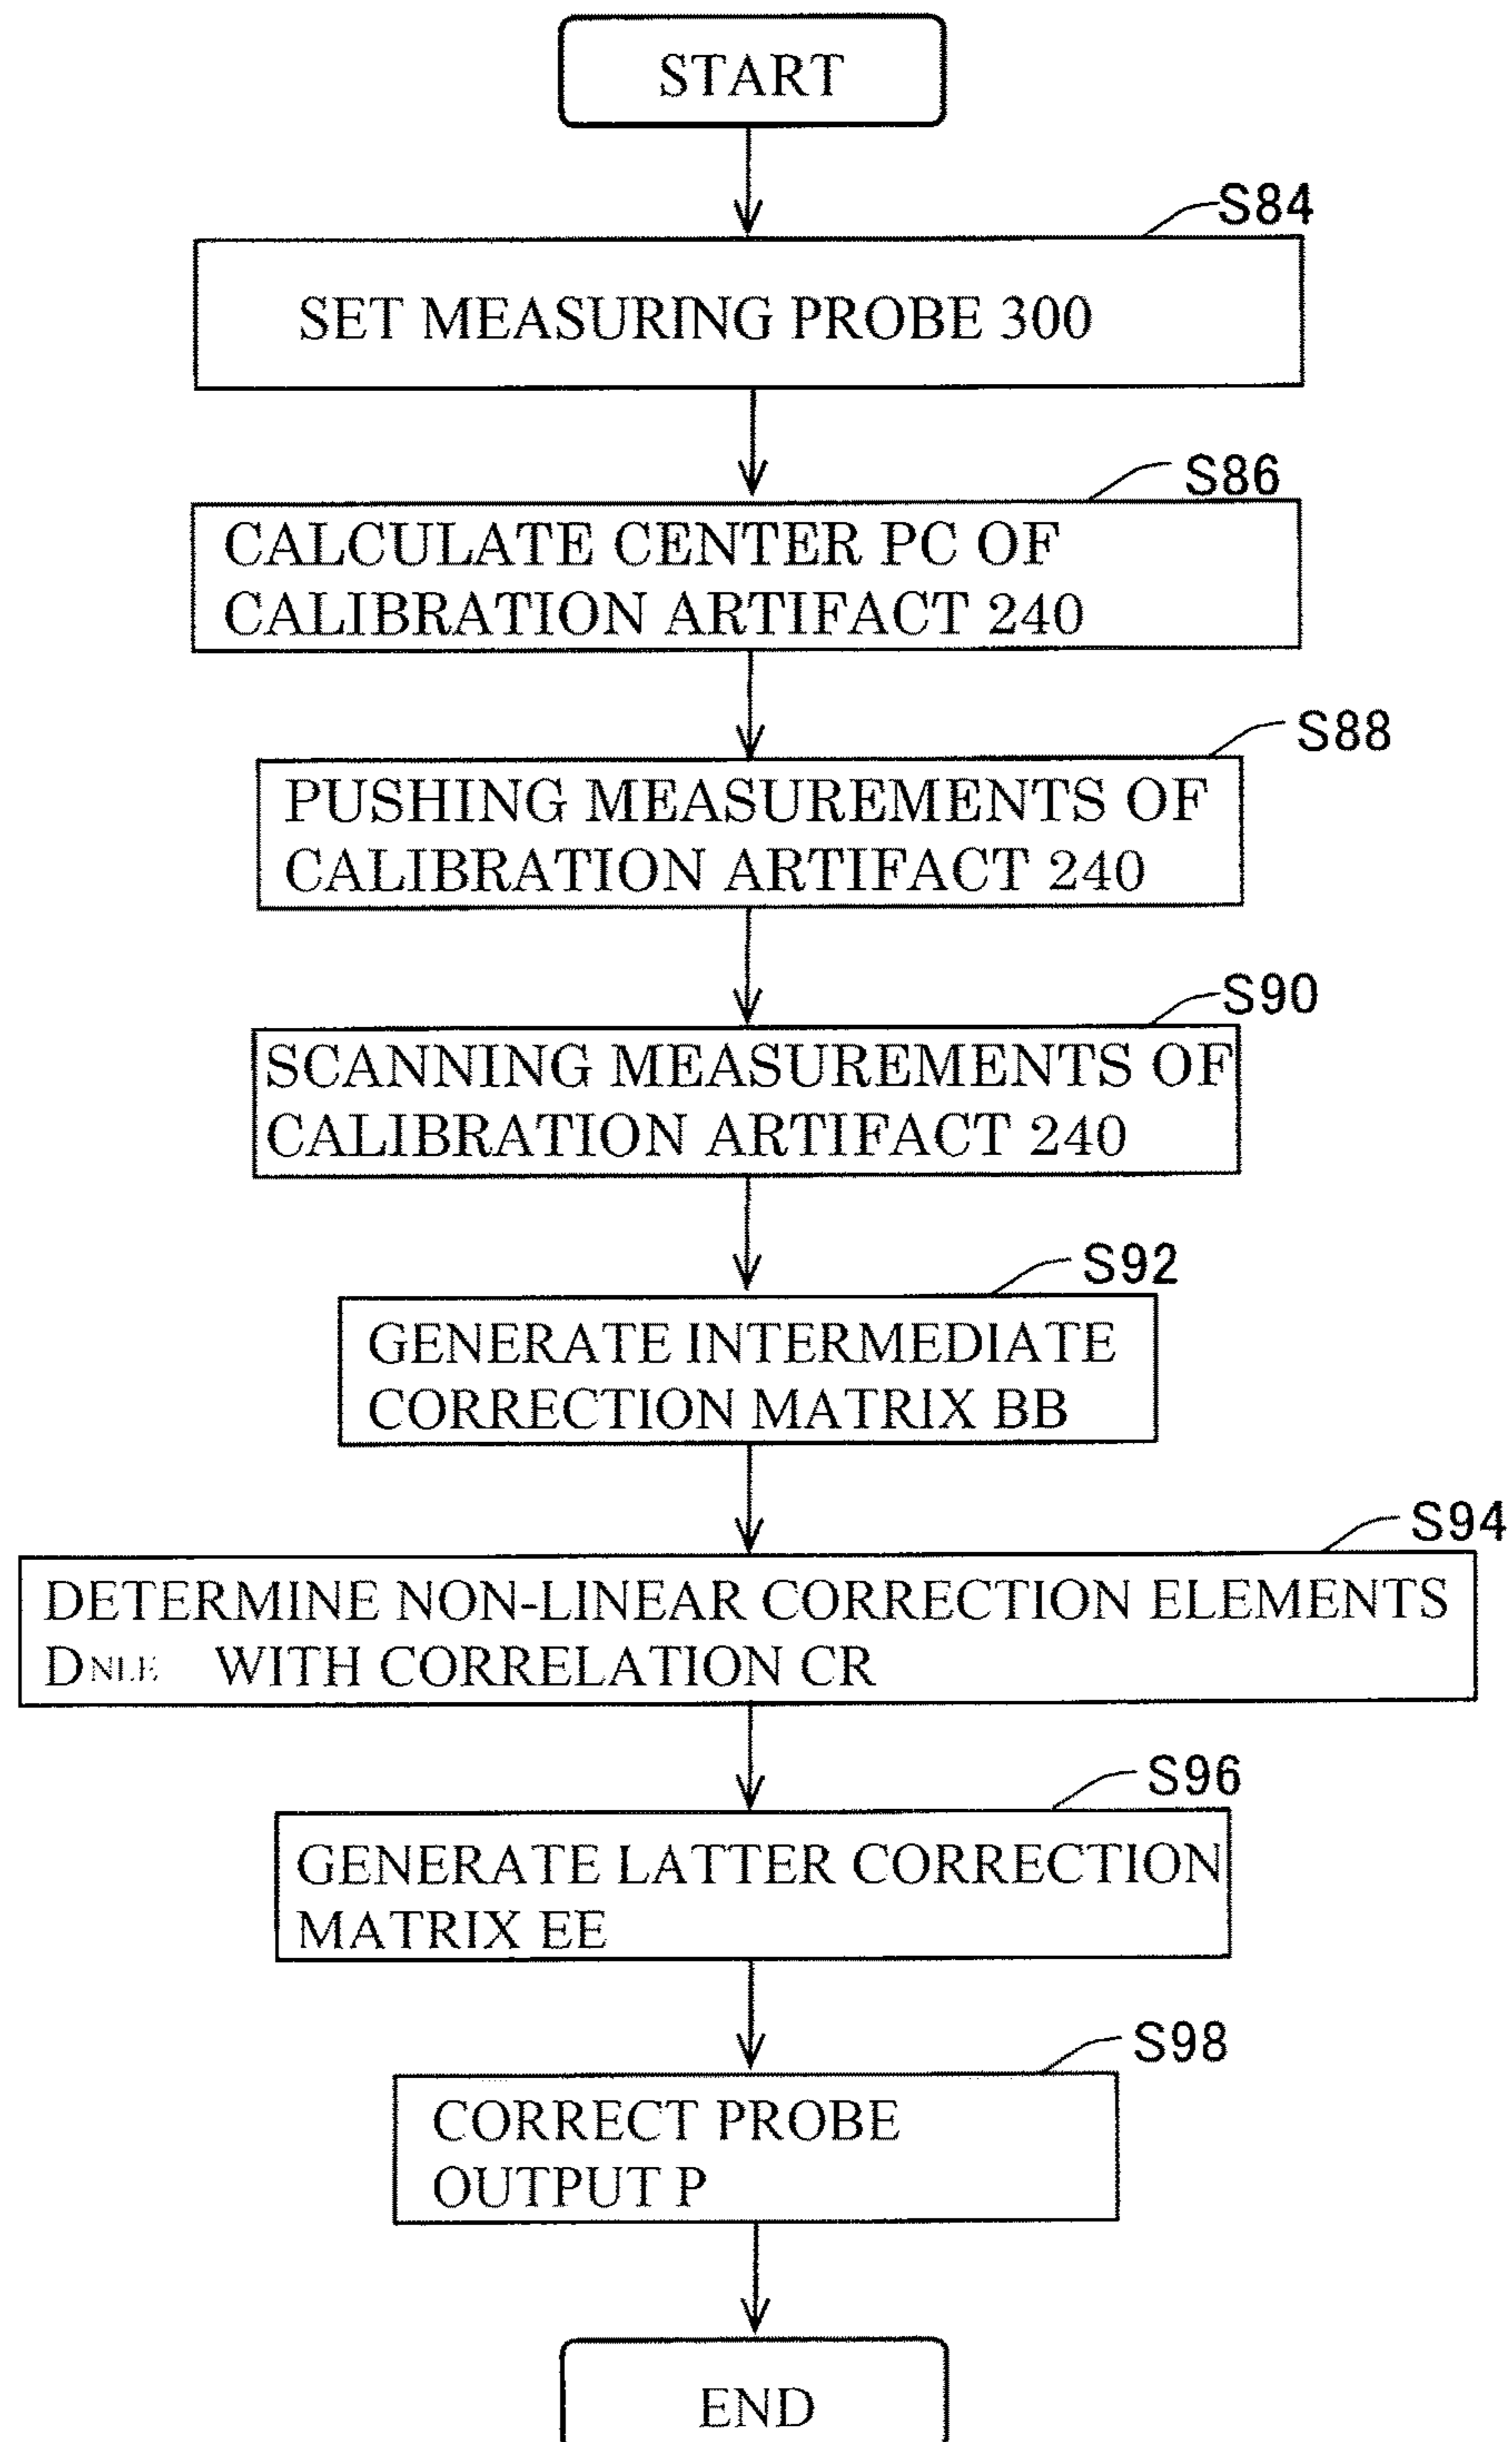 START
S84
SET MEASURING PROBE 300
S86
CALCULATE CENTER PC OF
CALIBRATION ARTIFACT 240
S88
PUSHING MEASUREMENTS OF
CALIBRATION ARTIFACT 240
S90
SCANNING MEASUREMENTS OF
CALIBRATION ARTIFACT 240
S92
GENERATE INTERMEDIATE
CORRECTION MATRIX BB
S94
DETERMINE NON-LINEAR CORRECTION ELEMENTS
DNLE WITH CORRELATION CR
S96
GENERATE LATTER CORRECTION
MATRIX EE
S98
CORRECT PROBE
OUTPUT P
END